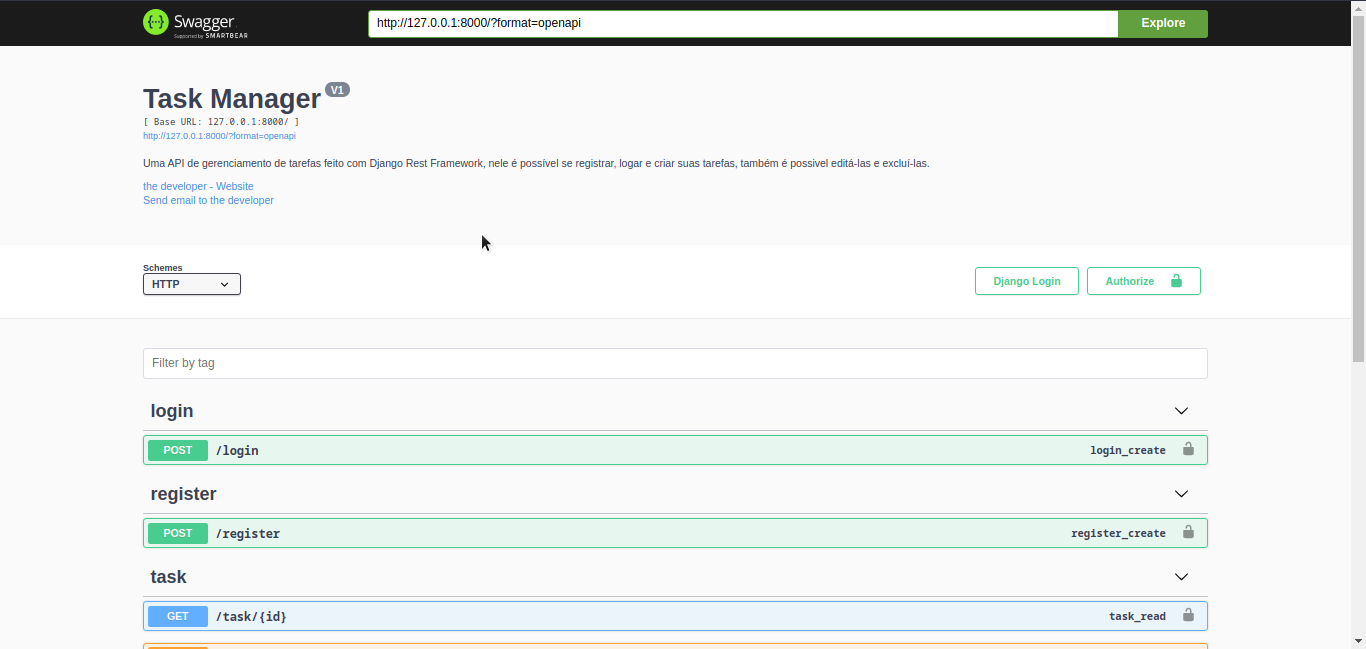 Swagger
Supported by SMARTBEAR
http://127.0.0.1:8000/?format=openapi
Explore
Task Manager V1
[ Base URL: 127.0.0.1:8000/ ]
http://127.0.0.1:8000/?format=openapi
Uma API de gerenciamento de tarefas feito com Django Rest Framework, nele é possível se registrar, logar e criar suas tarefas, também é possivel editá-las e excluí-las.
the developer - Website
Send email to the developer
Schemes
HTTP
Django Login
Authorize
Filter by tag
login
POST /login login_create
register
POST /register register_create
task
GET /task/{id} task_read